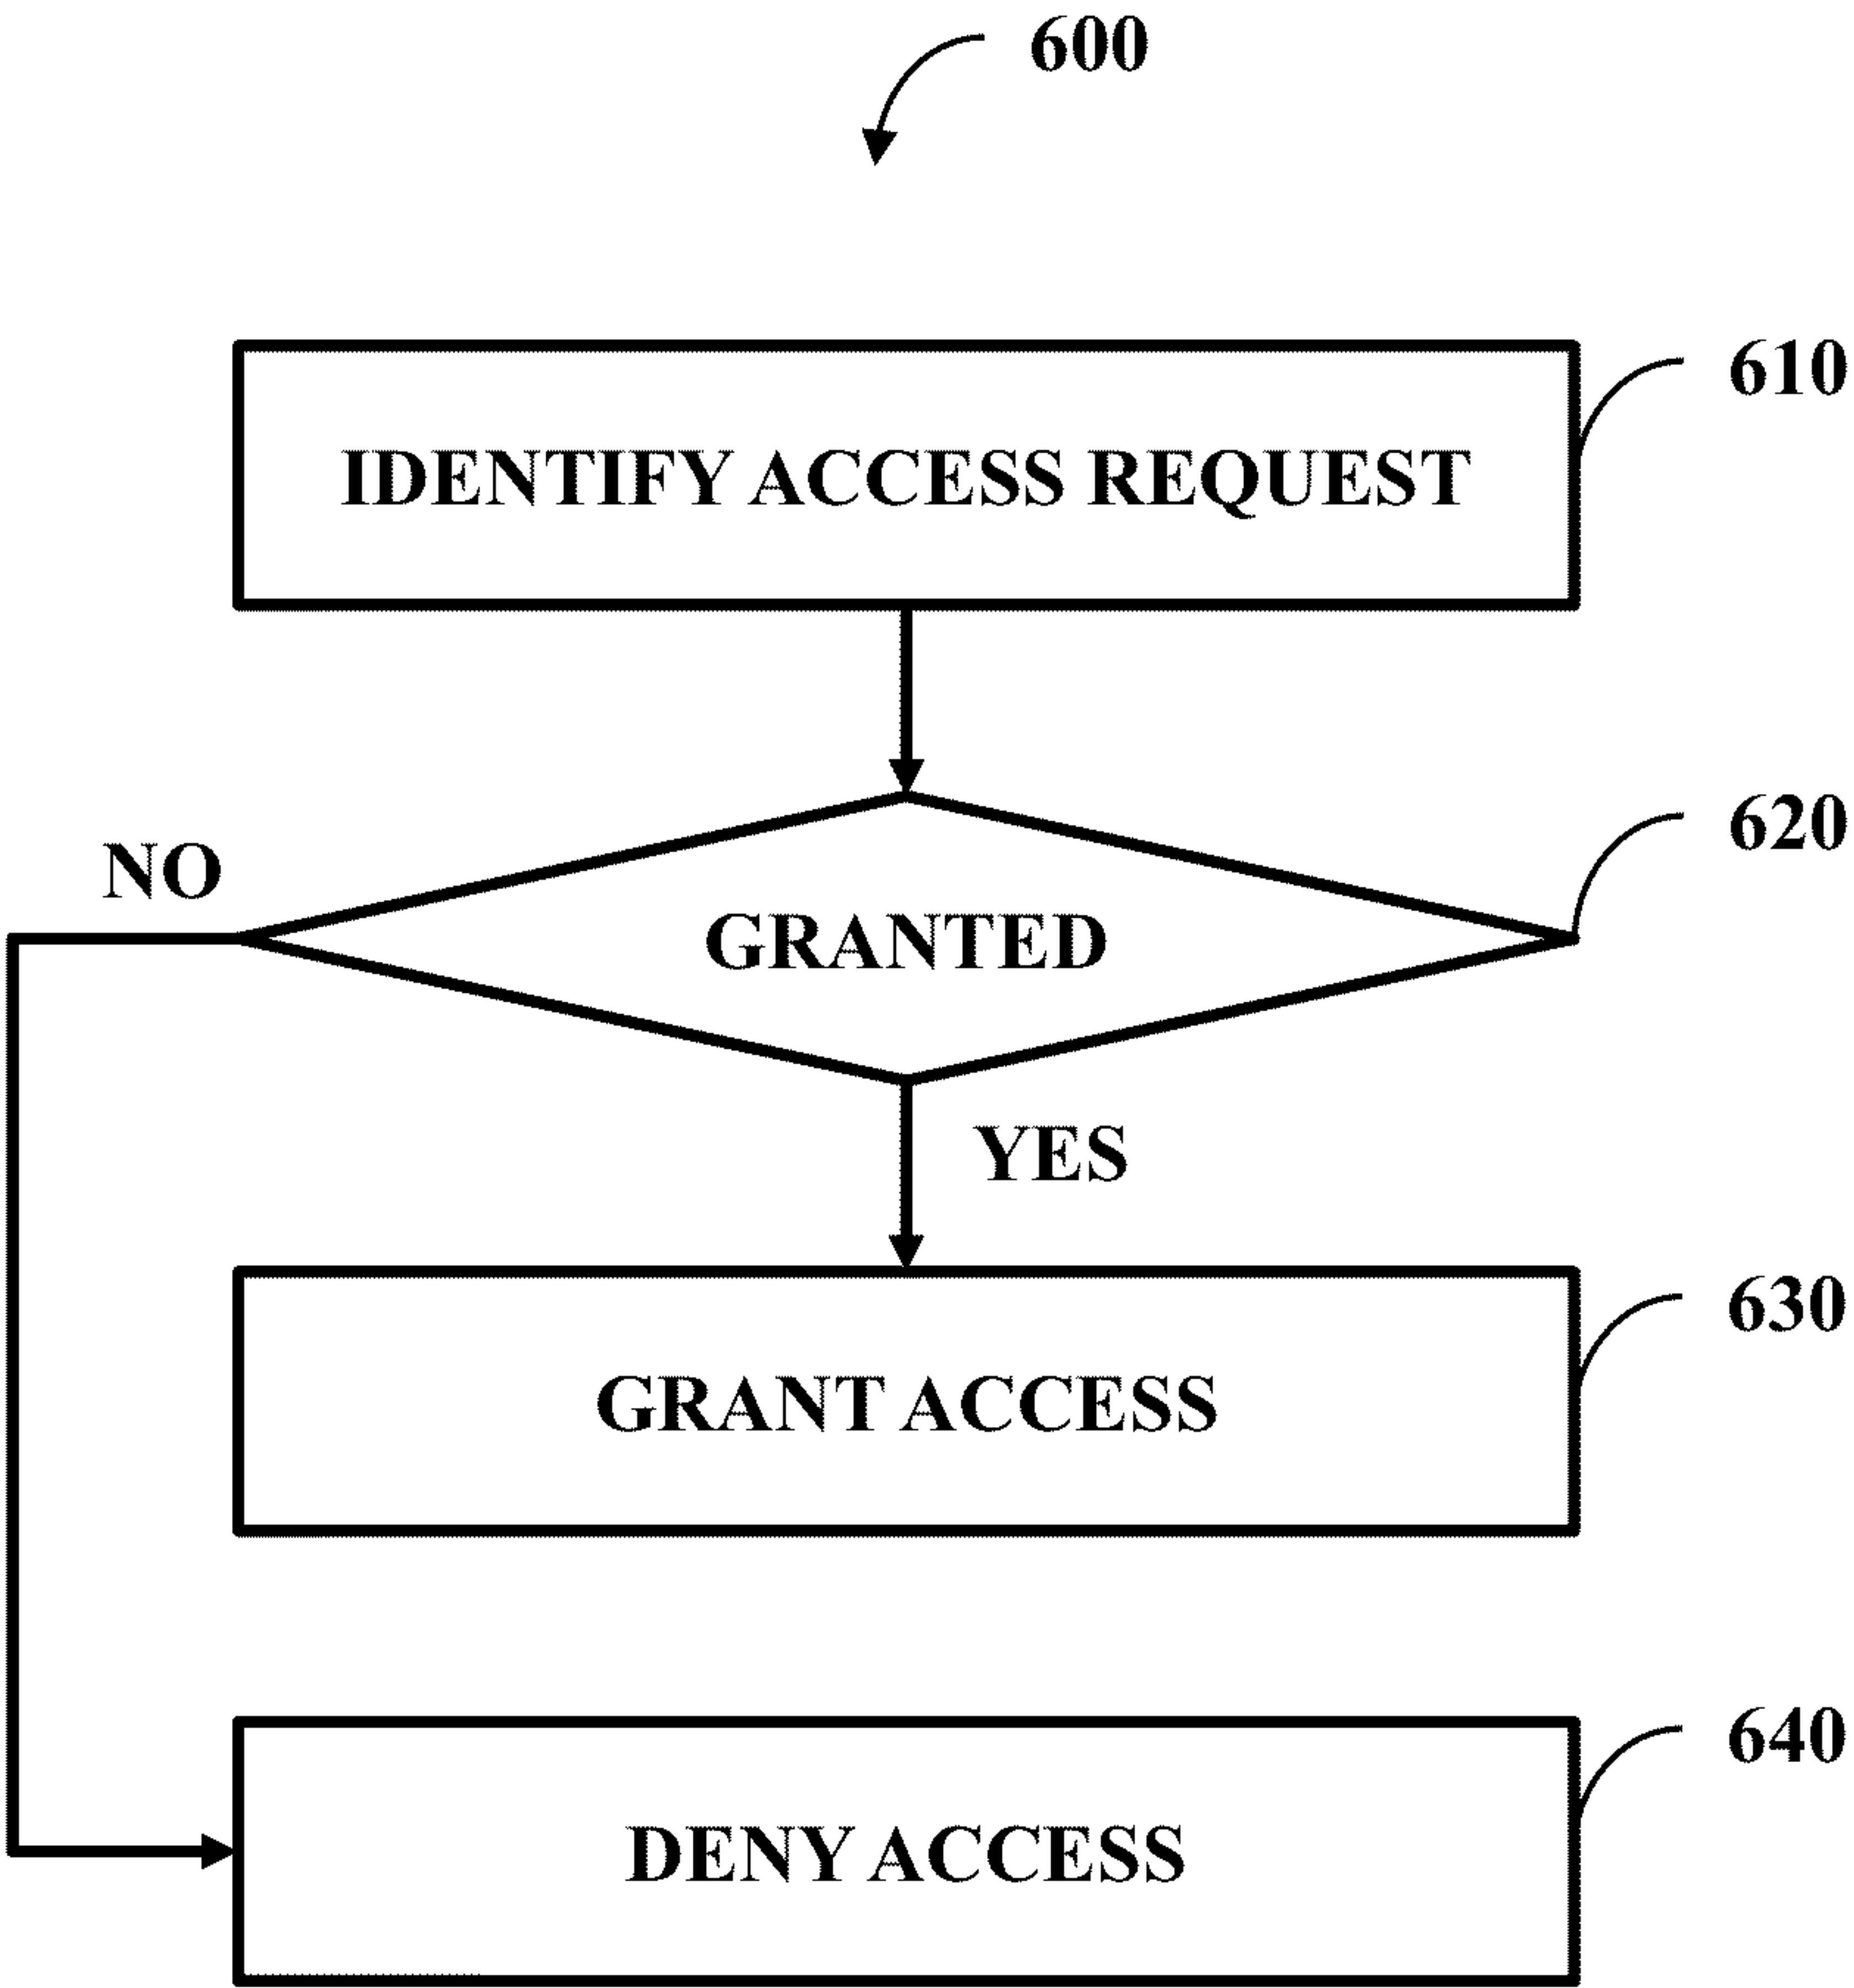 600
610
IDENTIFY ACCESS REQUEST
620
NO
GRANTED
YES
630
GRANT ACCESS
640
DENY ACCESS